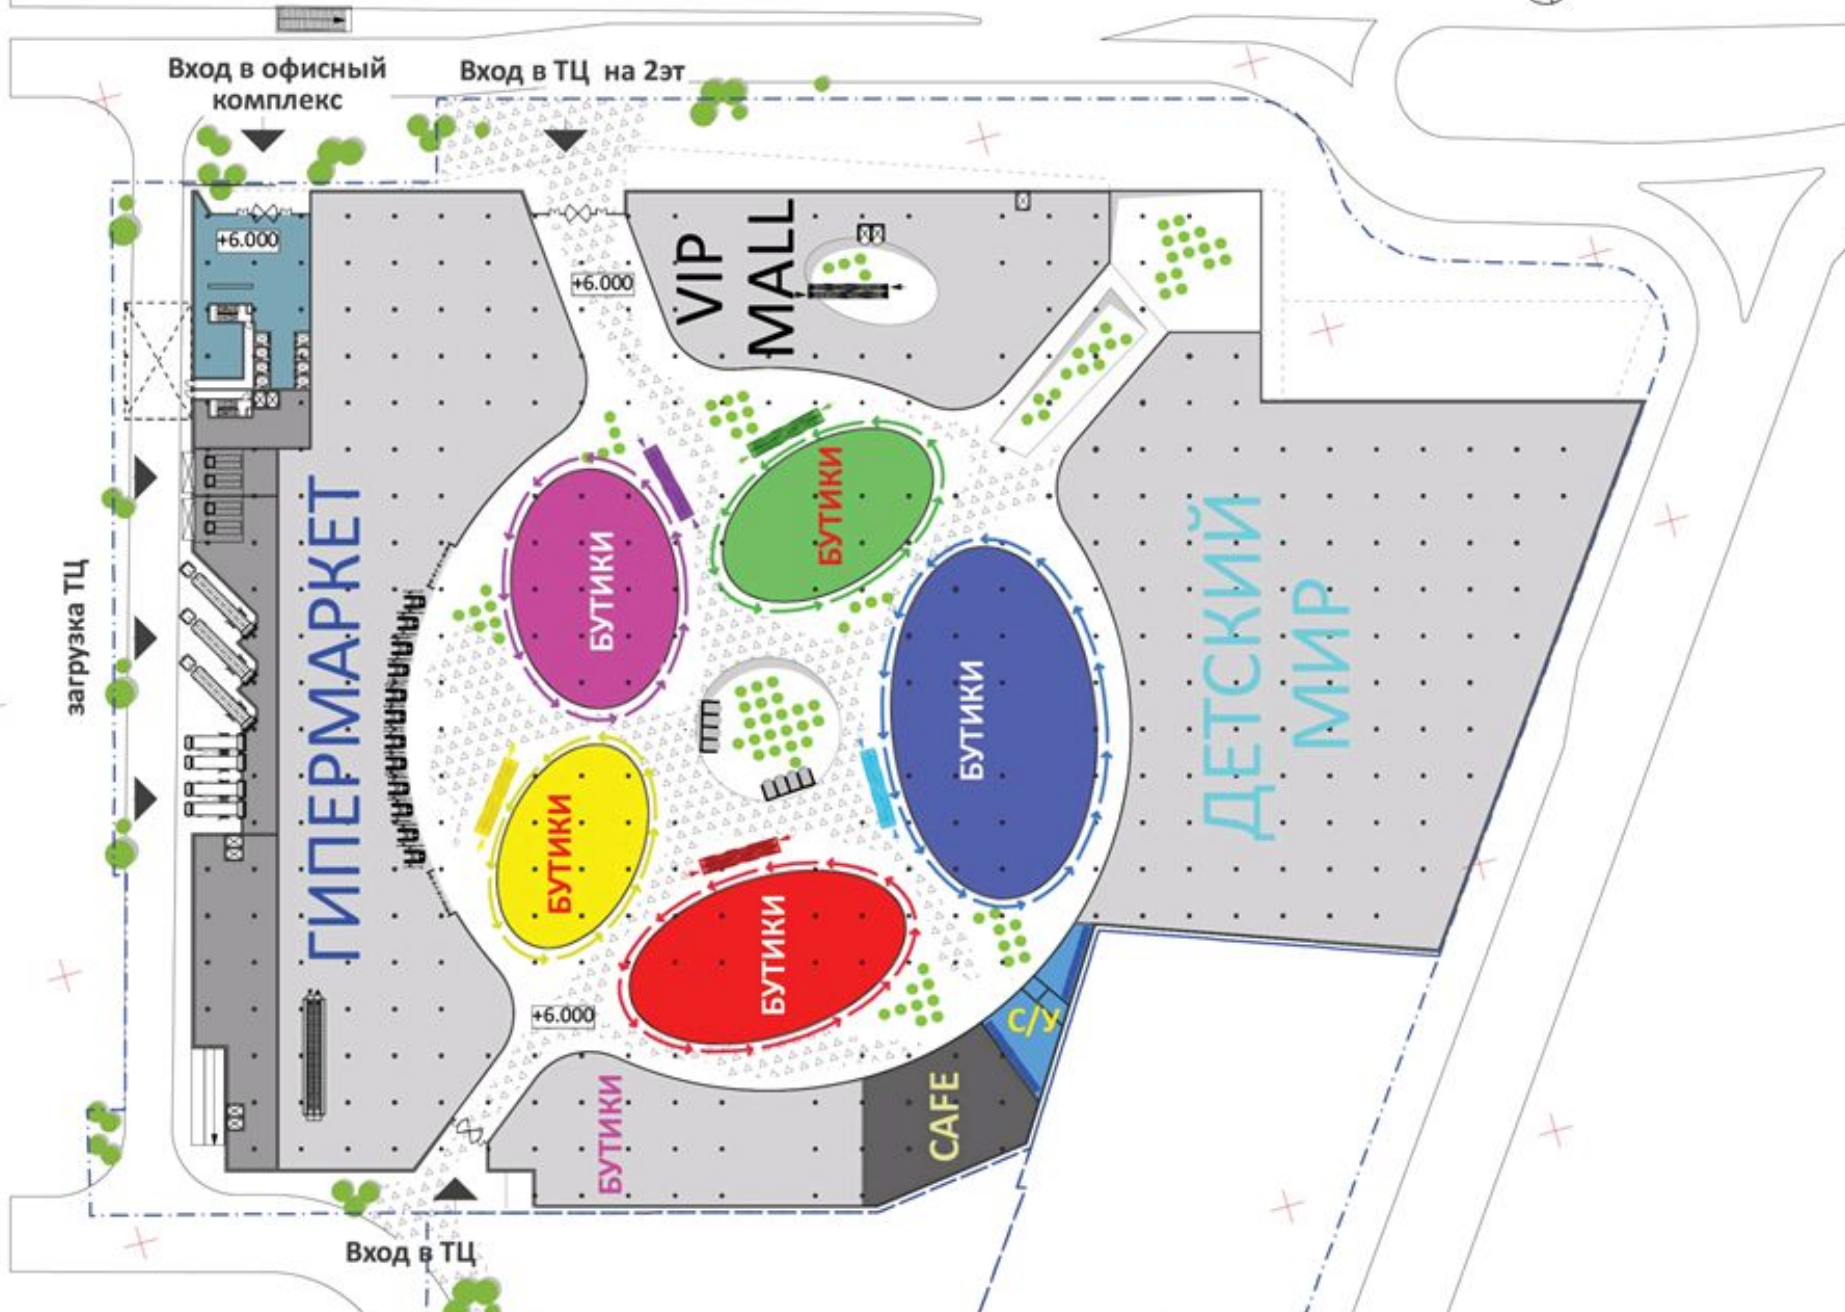 Вход в офисный
комплекс
Вход в ТЦ на 2эт
+6.000
+6.000
VIP
MALL
загрузка ТЦ
ГИПЕРМАРКЕТ
БУТИКИ
БУТИКИ
БУТИКИ
ДЕТСКИЙ
МИР
БУТИКИ
БУТИКИ
+6.000
С/У
БУТИКИ
CAFE
Вход в ТЦ